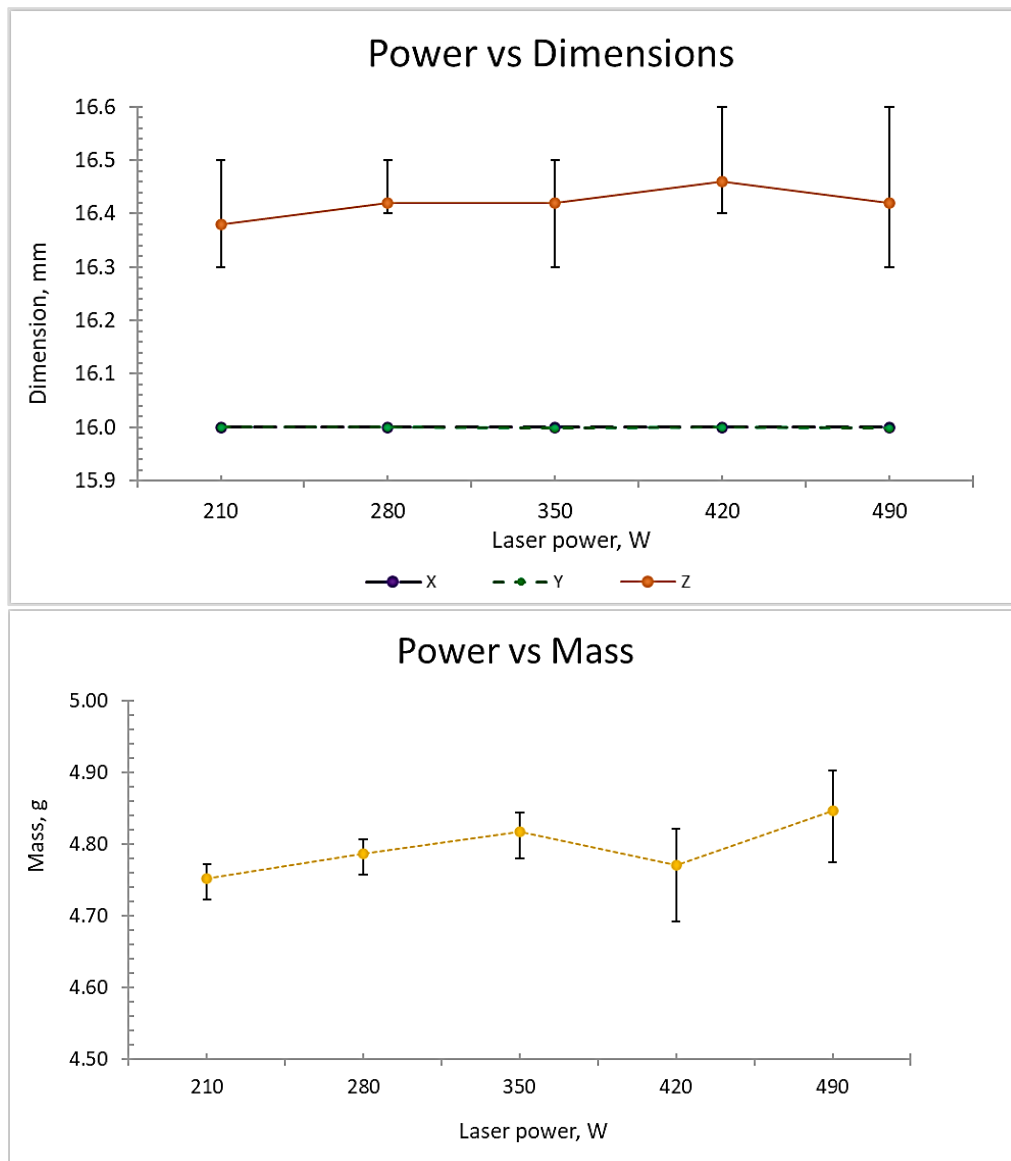 Power vs Dimensions
16.6
16.5
16.4
16.3
16.2
16.1
16.0
15.9
Dimension, mm
210 280 350 420 490
Laser power, W
X Y Z
Power vs Mass
5.00
4.90
4.80
4.70
4.60
4.50
Mass, g
210 280 350 420 490
Laser power, W